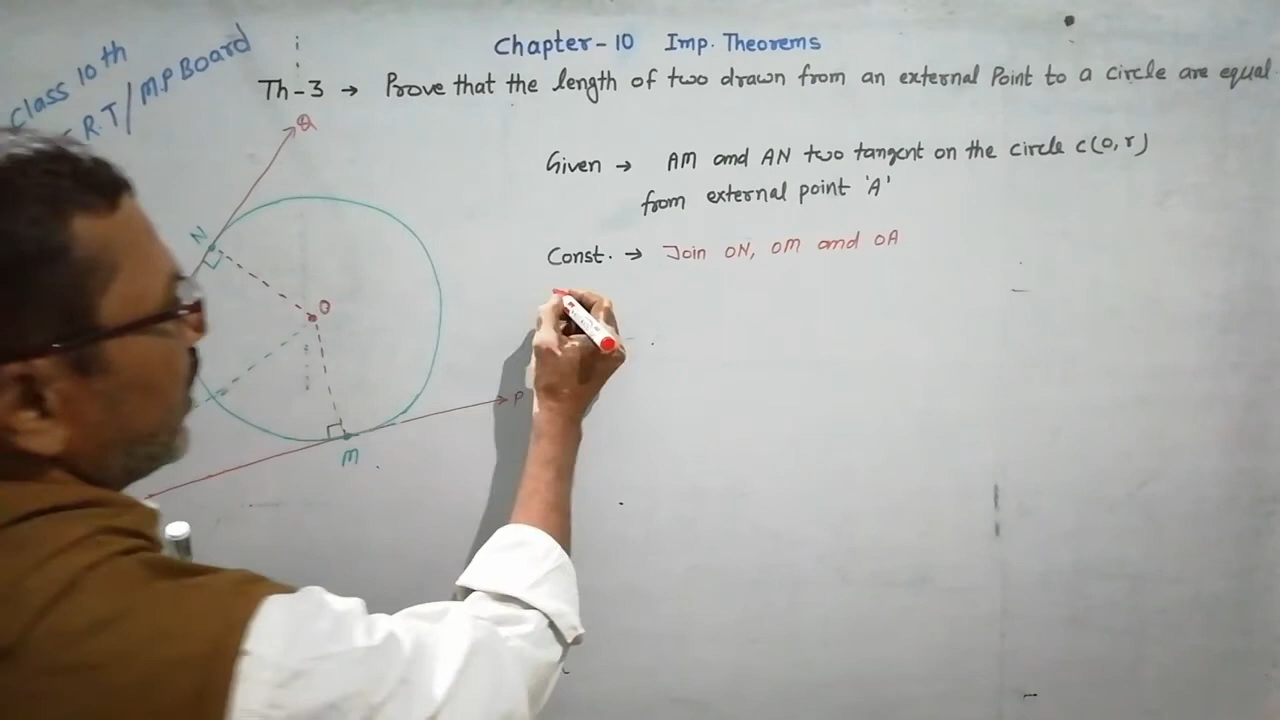 Class 10th
R.T/MP Board
Chapter-10 Imp. Theorems
Th-3 → Prove that the length of two drawn from an external Point to a circle are equal.
Given → AM and AN two tangent on the circle c(0,r)
from external point 'A'
Const. → Join ON, OM and OA
Q
N
O
P
M